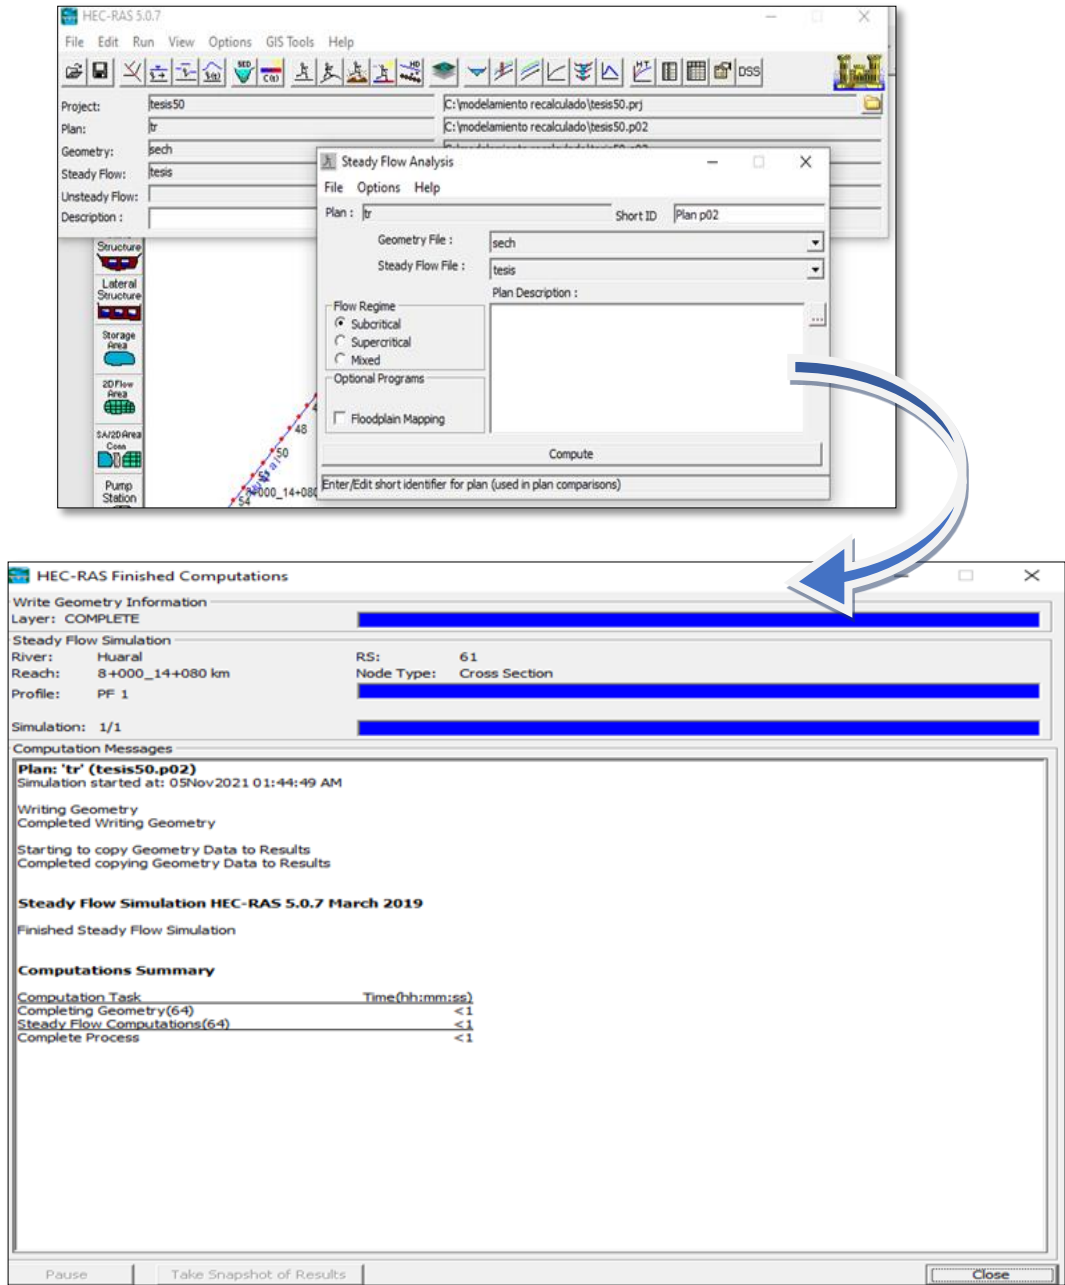 HEC-RAS 5.0.7
File Edit Run View Options GIS Tools Help
DSS
Project: tesis50 C:\modelamiento recalculado\tesis50.prj
Plan: tr C:\modelamiento recalculado\tesis50.p02
Geometry: sech
Steady Flow: tesis
Unsteady Flow:
Description :
Structure
Lateral
Structure
Storage
Area
2D Flow
Area
SA/2D Area
Conn
Pump
Station
48
50
54
000_14+080
Steady Flow Analysis
File Options Help
Plan : tr Short ID Plan p02
Geometry File : sech
Steady Flow File : tesis
Plan Description :
Flow Regime
Subcritical
Supercritical
Mixed
Optional Programs
Floodplain Mapping
...
Compute
Enter/Edit short identifier for plan (used in plan comparisons)
HEC-RAS Finished Computations
Write Geometry Information
Layer: COMPLETE
Steady Flow Simulation
River: Huaral RS: 61
Reach: 8+000_14+080 km Node Type: Cross Section
Profile: PF 1
Simulation: 1/1
Computation Messages
Plan: 'tr' (tesis50.p02)
Simulation started at: 05Nov2021 01:44:49 AM
Writing Geometry
Completed Writing Geometry
Starting to copy Geometry Data to Results
Completed copying Geometry Data to Results
Steady Flow Simulation HEC-RAS 5.0.7 March 2019
Finished Steady Flow Simulation
Computations Summary
Computation Task Time(hh:mm:ss)
Completing Geometry(64) <1
Steady Flow Computations(64) <1
Complete Process <1
Pause Take Snapshot of Results Close